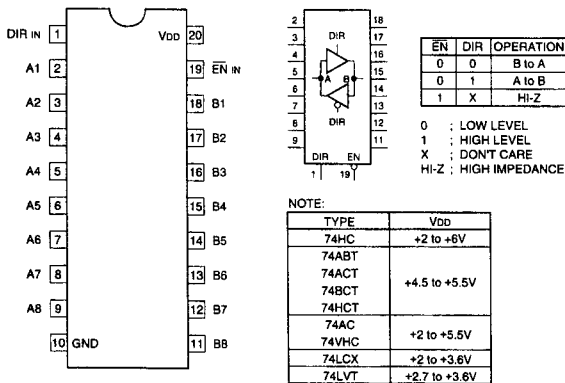 DIR IN 1 VDD 20
A1 2 19 EN IN
A2 3 18 B1
A3 4 17 B2
A4 5 16 B3
A5 6 15 B4
A6 7 14 B5
A7 8 13 B6
A8 9 12 B7
10 GND 11 B8
2 18
3 17
4 16
5 15
6 14
7 13
8 12
9 11
DIR
A B
DIR
DIR EN
1 19
EN DIR OPERATION
0 0 B to A
0 1 A to B
1 X HI-Z
0 ; LOW LEVEL
1 ; HIGH LEVEL
X ; DON'T CARE
HI-Z ; HIGH IMPEDANCE
NOTE:
TYPE VDD
74HC +2 to +6V
74ABT
74ACT
74BCT
74HCT
+4.5 to +5.5V
74AC
74VHC
+2 to +5.5V
74LCX +2 to +3.6V
74LVT +2.7 to +3.6V